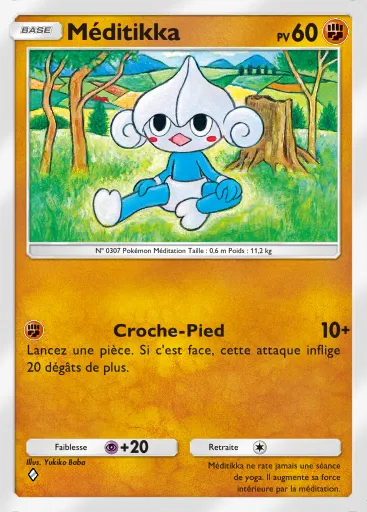 BASE Méditikka PV 60
N° 0307 Pokémon Méditation Taille : 0,6 m Poids : 11,2 kg
Croche-Pied 10+
Lancez une pièce. Si c'est face, cette attaque inflige
20 dégâts de plus.
Faiblesse +20 Retraite
Illus. Yukiko Baba
Méditikka ne rate jamais une séance
de yoga. Il augmente sa force
intérieure par la méditation.